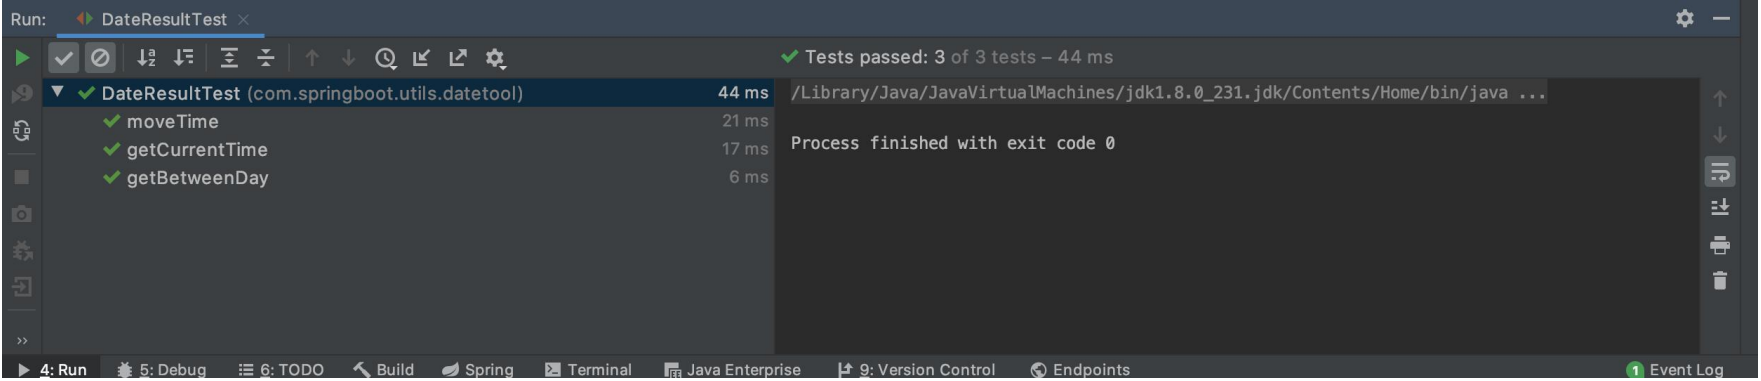 Run: DateResultTest
Tests passed: 3 of 3 tests – 44 ms
DateResultTest (com.springboot.utils.datetool) 44 ms
moveTime 21 ms
getCurrentTime 17 ms
getBetweenDay 6 ms
/Library/Java/JavaVirtualMachines/jdk1.8.0_231.jdk/Contents/Home/bin/java ...
Process finished with exit code 0
4: Run 5: Debug 6: TODO Build Spring Terminal Java Enterprise 9: Version Control Endpoints 1 Event Log